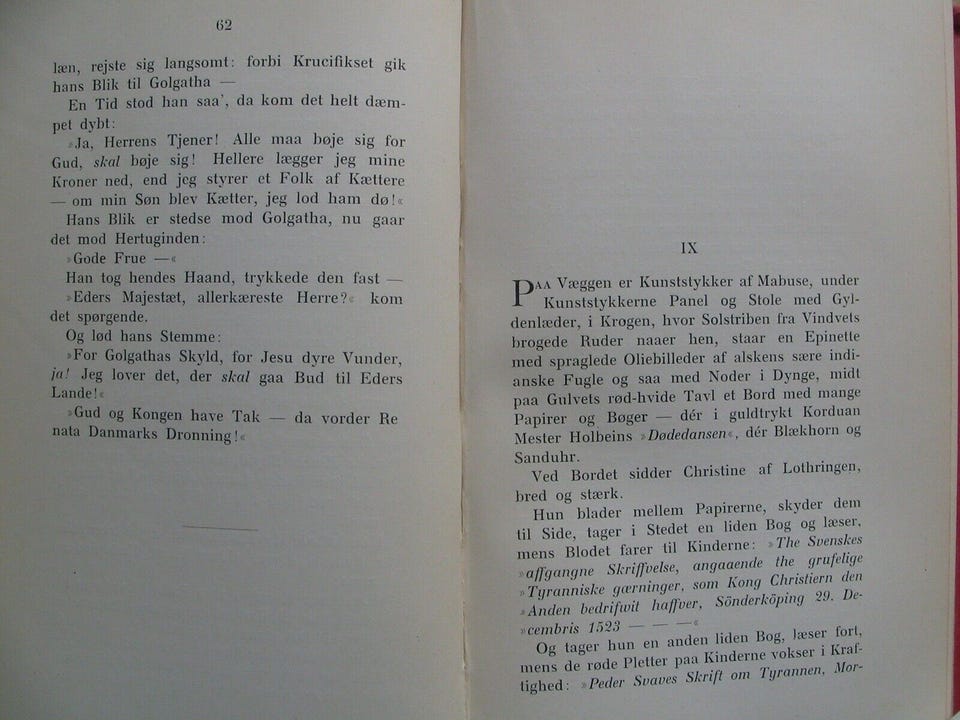 62
læn, rejste sig langsomt: forbi Krucifikset gik
hans Blik til Golgatha —
En Tid stod han saa', da kom det helt dæm-
pet dybt:
»Ja, Herrens Tjener! Alle maa bøje sig for
Gud, skal bøje sig! Hellere lægger jeg mine
Kroner ned, end jeg styrer et Folk af Kættere
— om min Søn blev Kætter, jeg lod ham dø!«
Hans Blik er stedse mod Golgatha, nu gaar
det mod Hertuginden:
»Gode Frue —«
Han tog hendes Haand, trykkede den fast —
»Eders Majestæt, allerkæreste Herre?« kom
det spørgende.
Og lød hans Stemme:
»For Golgathas Skyld, for Jesu dyre Vunder,
ja! Jeg lover det, der skal gaa Bud til Eders
Lande!«
»Gud og Kongen have Tak — da vorder Re
nata Danmarks Dronning!«
IX
PAA Væggen er Kunststykker af Mabuse, under
Kunststykkerne Panel og Stole med Gyl-
denlæder, i Krogen, hvor Solstriben fra Vindvets
brogede Ruder naaer hen, staar en Epinette
med spraglede Oliebilleder af alskens sære indi-
anske Fugle og saa med Noder i Dynge, midt
paa Gulvets rød-hvide Tavl et Bord med mange
Papirer og Bøger — dér i guldtrykt Korduan
Mester Holbeins »Dødedansen«, dér Blækhorn og
Sanduhr.
Ved Bordet sidder Christine af Lothringen,
bred og stærk.
Hun blader mellem Papirerne, skyder dem
til Side, tager i Stedet en liden Bog og læser,
mens Blodet farer til Kinderne: »The Svenskes
»affgangne Skriffvelse, angaaende the grufelige
»Tyranniske gærninger, som Kong Christiern den
»Anden bedrifwit haffver, Sönderköping 29. De-
»cembris 1523 — — —«
Og tager hun en anden liden Bog, læser fort,
mens de røde Pletter paa Kinderne vokser i Kraf-
tighed: »Peder Svaves Skrift om Tyrannen, Mor-